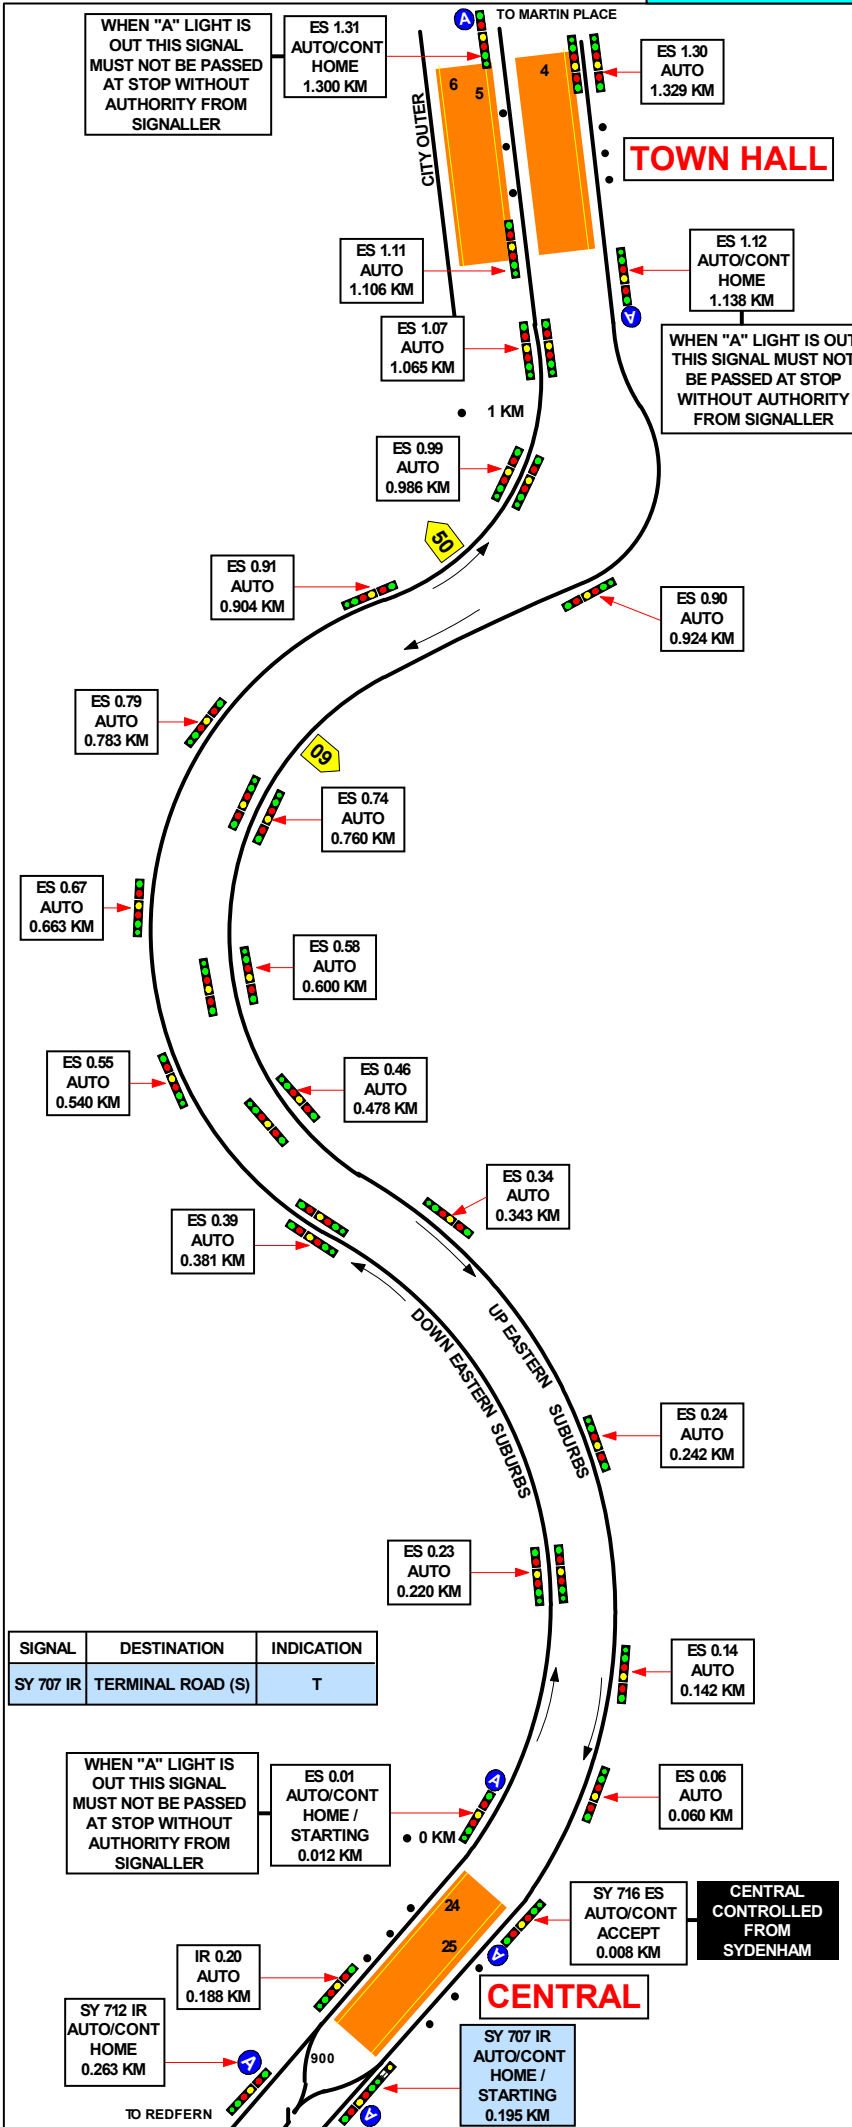 TO MARTIN PLACE
WHEN "A" LIGHT IS
OUT THIS SIGNAL
MUST NOT BE PASSED
AT STOP WITHOUT
AUTHORITY FROM
SIGNALLER
ES 1.31
AUTO/CONT
HOME
1.300 KM
A
ES 1.30
AUTO
1.329 KM
6
5
4
CITY OUTER
TOWN HALL
ES 1.11
AUTO
1.106 KM
ES 1.12
AUTO/CONT
HOME
1.138 KM
A
ES 1.07
AUTO
1.065 KM
WHEN "A" LIGHT IS OUT
THIS SIGNAL MUST NOT
BE PASSED AT STOP
WITHOUT AUTHORITY
FROM SIGNALLER
1 KM
ES 0.99
AUTO
0.986 KM
50
ES 0.91
AUTO
0.904 KM
ES 0.90
AUTO
0.924 KM
ES 0.79
AUTO
0.783 KM
60
ES 0.74
AUTO
0.760 KM
ES 0.67
AUTO
0.663 KM
ES 0.58
AUTO
0.600 KM
ES 0.55
AUTO
0.540 KM
ES 0.46
AUTO
0.478 KM
ES 0.34
AUTO
0.343 KM
ES 0.39
AUTO
0.381 KM
UP EASTERN SUBURBS
DOWN EASTERN SUBURBS
ES 0.24
AUTO
0.242 KM
ES 0.23
AUTO
0.220 KM
SIGNAL DESTINATION INDICATION
SY 707 IR TERMINAL ROAD (S) T
ES 0.14
AUTO
0.142 KM
WHEN "A" LIGHT IS
OUT THIS SIGNAL
MUST NOT BE PASSED
AT STOP WITHOUT
AUTHORITY FROM
SIGNALLER
ES 0.01
AUTO/CONT
HOME /
STARTING
0.012 KM
A
0 KM
ES 0.06
AUTO
0.060 KM
24
25
SY 716 ES
AUTO/CONT
ACCEPT
0.008 KM
CENTRAL
CONTROLLED
FROM
SYDENHAM
A
IR 0.20
AUTO
0.188 KM
CENTRAL
SY 712 IR
AUTO/CONT
HOME
0.263 KM
A
900
SY 707 IR
AUTO/CONT
HOME /
STARTING
0.195 KM
A
TO REDFERN